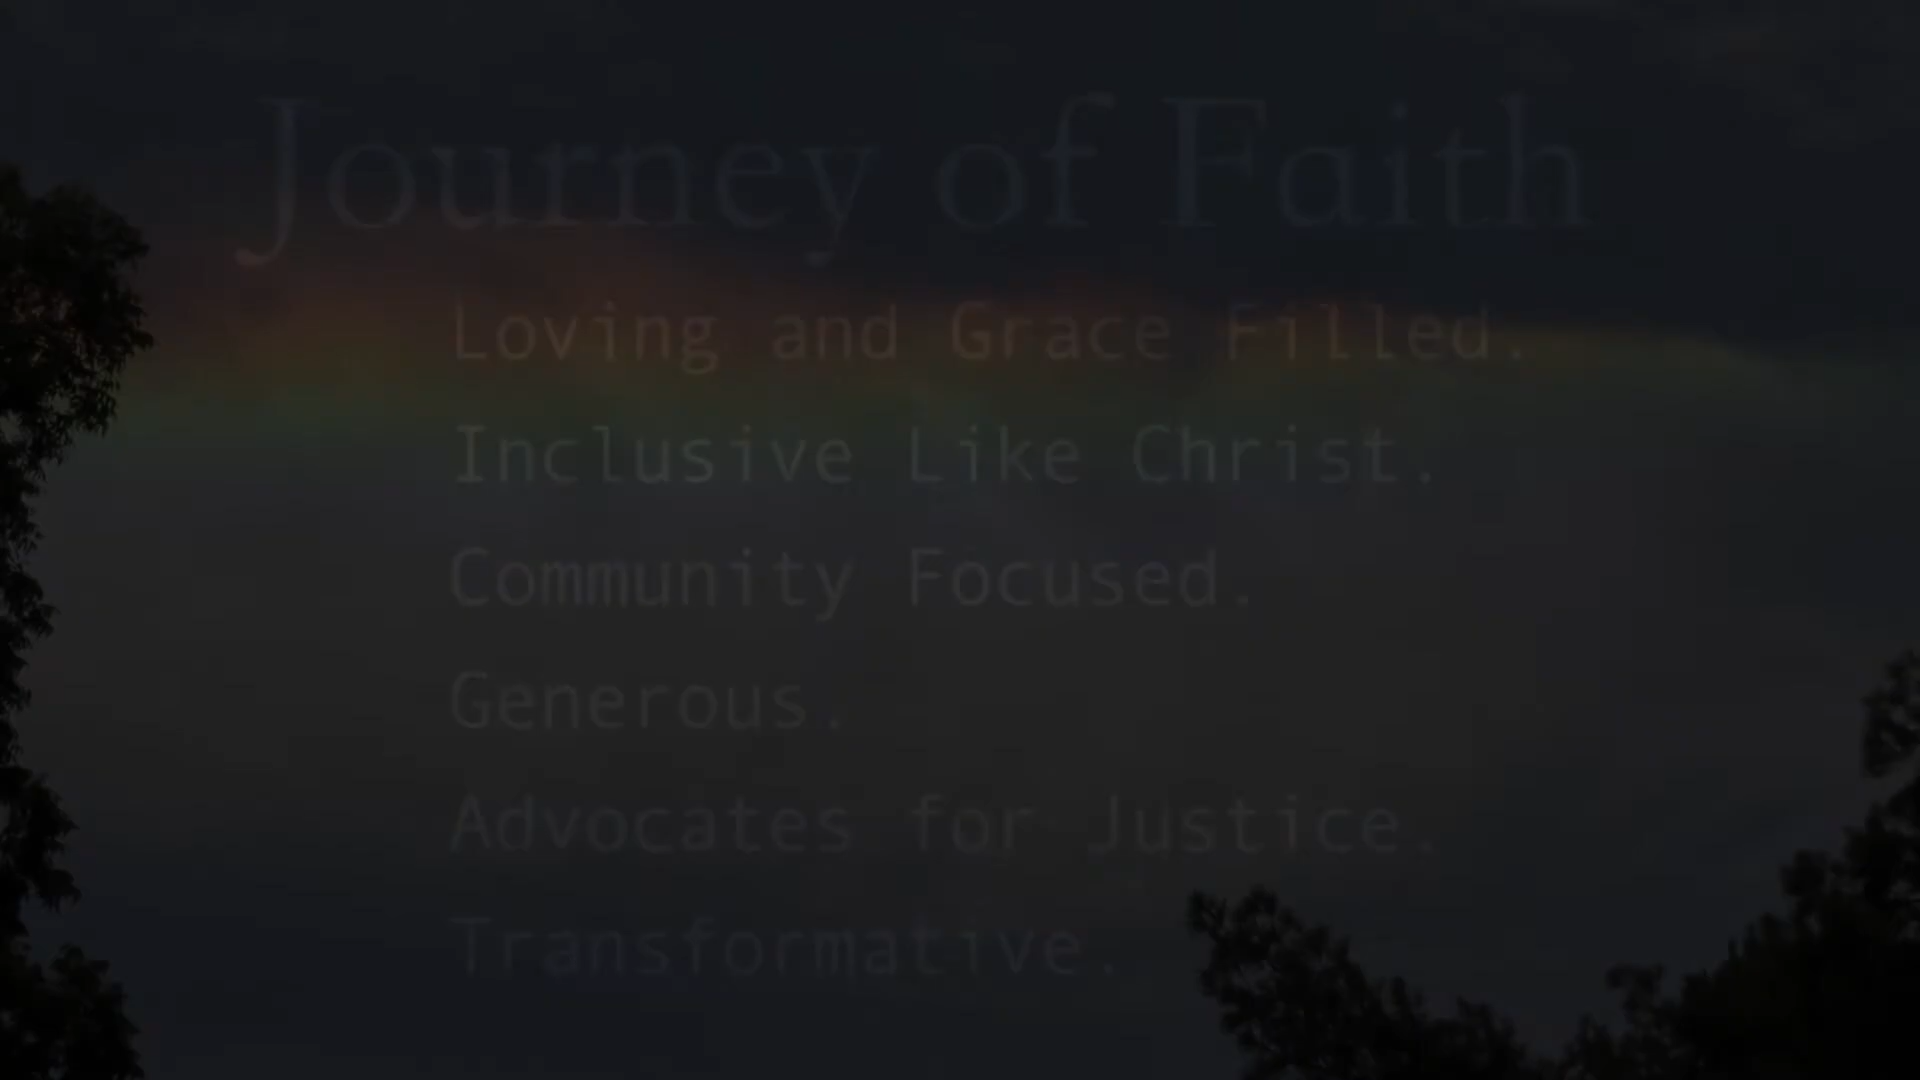 Journey of Faith
Loving and Grace Filled.
Inclusive Like Christ.
Community Focused.
Generous.
Advocates for Justice.
Transformative.